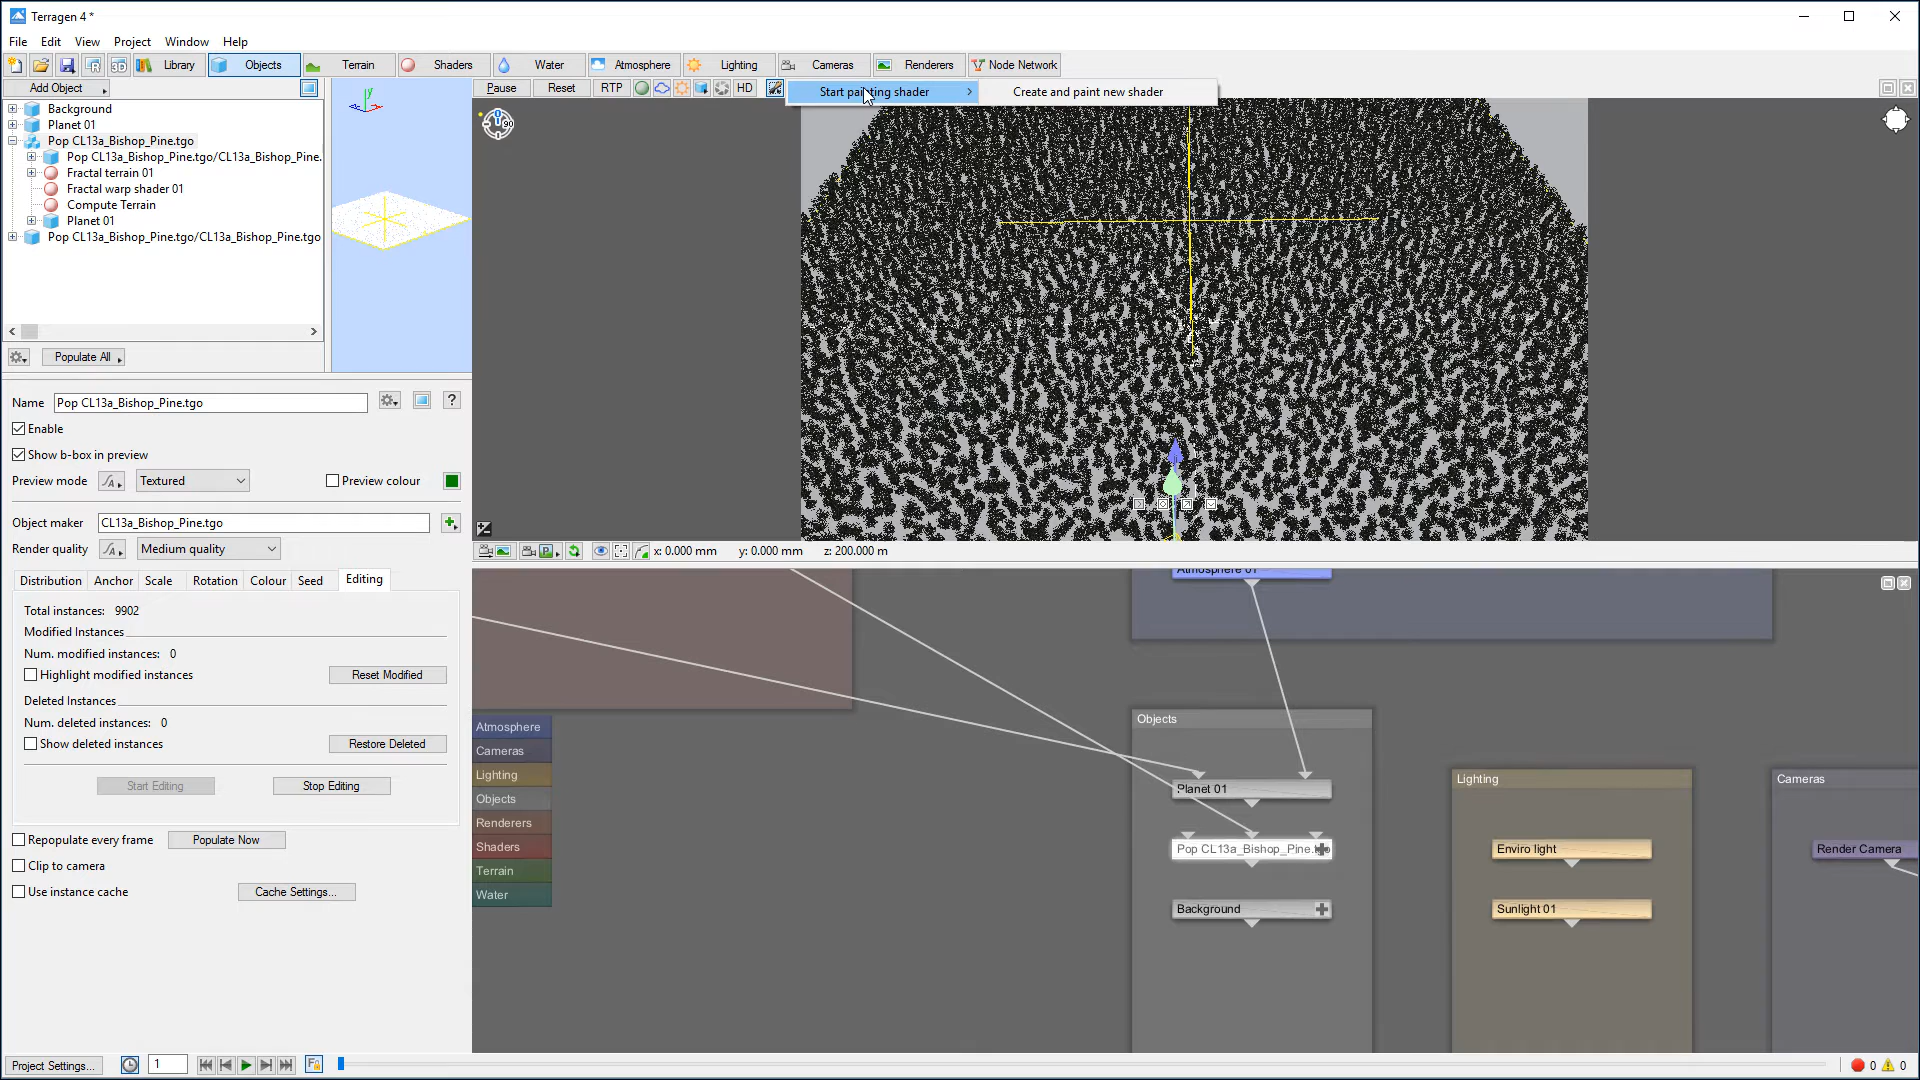 Terragen 4 *
File Edit View Project Window Help
Library Objects Terrain Shaders Water Atmosphere Lighting Cameras Renderers Node Network
Add Object
Pause Reset RTP HD
Start painting shader
Create and paint new shader
Background
Planet 01
Pop CL13a_Bishop_Pine.tgo
Pop CL13a_Bishop_Pine.tgo/CL13a_Bishop_Pine.
Fractal terrain 01
Fractal warp shader 01
Compute Terrain
Planet 01
Pop CL13a_Bishop_Pine.tgo/CL13a_Bishop_Pine.tgo
y
90
Populate All
Name Pop CL13a_Bishop_Pine.tgo ?
Enable
Show b-box in preview
Preview mode Textured Preview colour
Object maker CL13a_Bishop_Pine.tgo
Render quality Medium quality
Distribution Anchor Scale Rotation Colour Seed Editing
Total instances: 9902
Modified Instances
Num. modified instances: 0
Highlight modified instances Reset Modified
Deleted Instances
Num. deleted instances: 0
Show deleted instances Restore Deleted
Start Editing Stop Editing
Repopulate every frame Populate Now
Clip to camera
Use instance cache Cache Settings...
x: 0.000 mm y: 0.000 mm z: 200.000 m
Atmosphere 01
Atmosphere
Cameras
Lighting
Objects
Renderers
Shaders
Terrain
Water
Objects
Planet 01
Pop CL13a_Bishop_Pine.
Background
Lighting
Enviro light
Sunlight 01
Cameras
Render Camera
Project Settings... 1 0 0